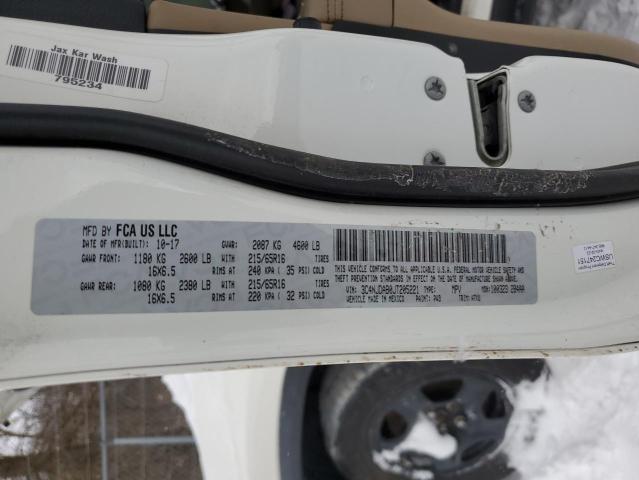 Jax Kar Wash
795234
MFD BY FCA US LLC
DATE OF MFR(BUILT): 10-17 GVWR: 2087 KG 4600 LB
GAWR FRONT: 1180 KG 2600 LB WITH 215/65R16
16X6.5 RIMS AT 240 KPA ( 35 PSI) COLD
GAWR REAR: 1080 KG 2380 LB WITH 215/65R16
16X6.5 RIMS AT 220 KPA ( 32 PSI) COLD
THIS VEHICLE CONFORMS TO ALL APPLICABLE
U.S.A. FEDERAL MOTOR VEHICLE SAFETY AND
THEFT PREVENTION STANDARDS IN EFFECT ON
THE DATE OF MANUFACTURE SHOWN ABOVE.
VIN: 3C4NJDAB0JT205221 TYPE: MPV
VEHICLE MADE IN MEXICO PAINT: PW3 TRIM:
USWC247151